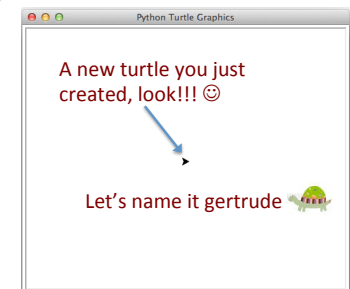 Python Turtle Graphics
A new turtle you just
created, look!!! ☺
Let's name it gertrude